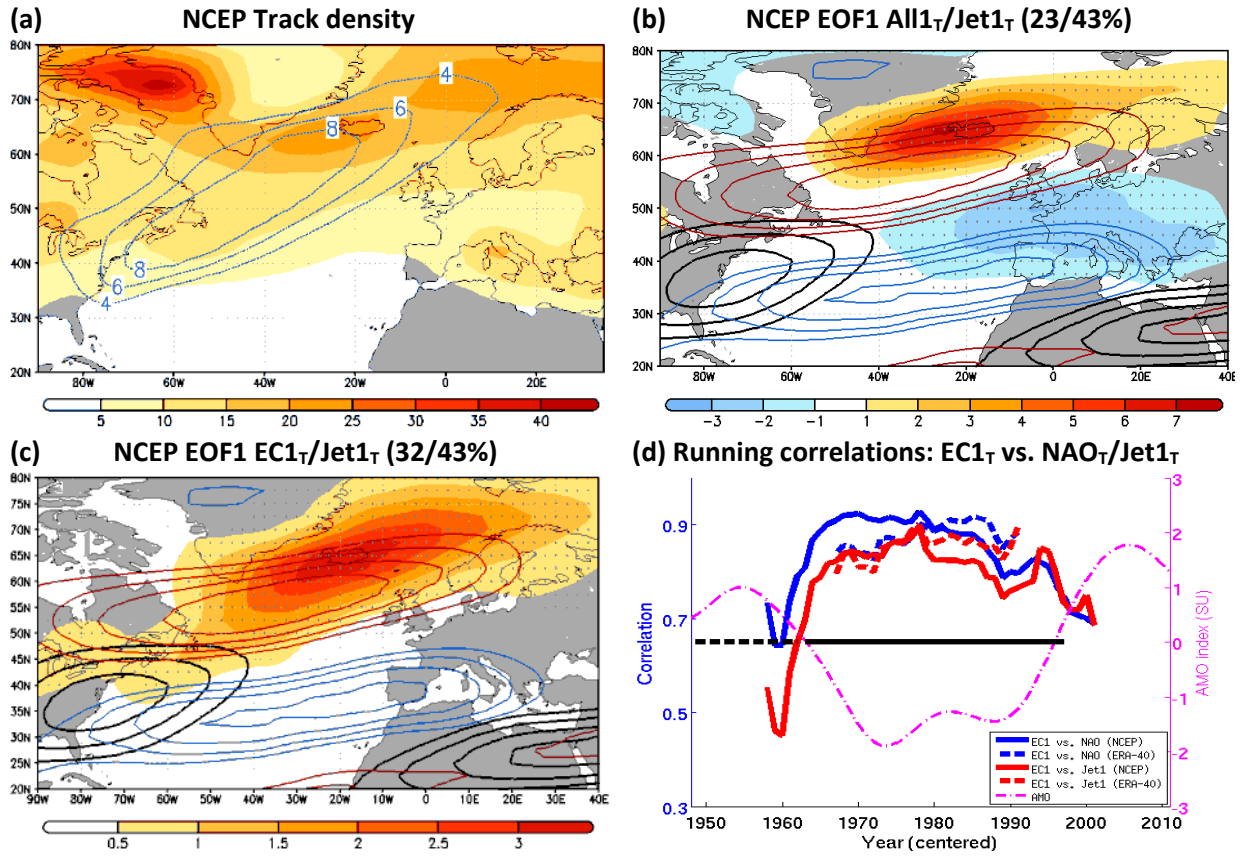 (a) NCEP Track density
80N
70N
60N
50N
40N
30N
20N
4
6
8
8
6
4
80W 60W 40W 20W 0 20E
5 10 15 20 25 30 35 40
(b) NCEP EOF1 All1T/Jet1T (23/43%)
80N
70N
60N
50N
40N
30N
20N
80W 60W 40W 20W 0 20E 40E
−3 −2 −1 1 2 3 4 5 6 7
(c) NCEP EOF1 EC1T/Jet1T (32/43%)
80N
75N
70N
65N
60N
55N
50N
45N
40N
35N
30N
25N
20N
90W 80W 70W 60W 50W 40W 30W 20W 10W 0 10E 20E 30E 40E
0.5 1 1.5 2 2.5 3
(d) Running correlations: EC1T vs. NAOT/Jet1T
Correlation
0.9
0.7
0.5
0.3
3
2
1
0
-1
-2
-3
AMO Index (SU)
EC1 vs. NAO (NCEP)
EC1 vs. NAO (ERA-40)
EC1 vs. Jet1 (NCEP)
EC1 vs. Jet1 (ERA-40)
AMO
1950 1960 1970 1980 1990 2000 2010
Year (centered)